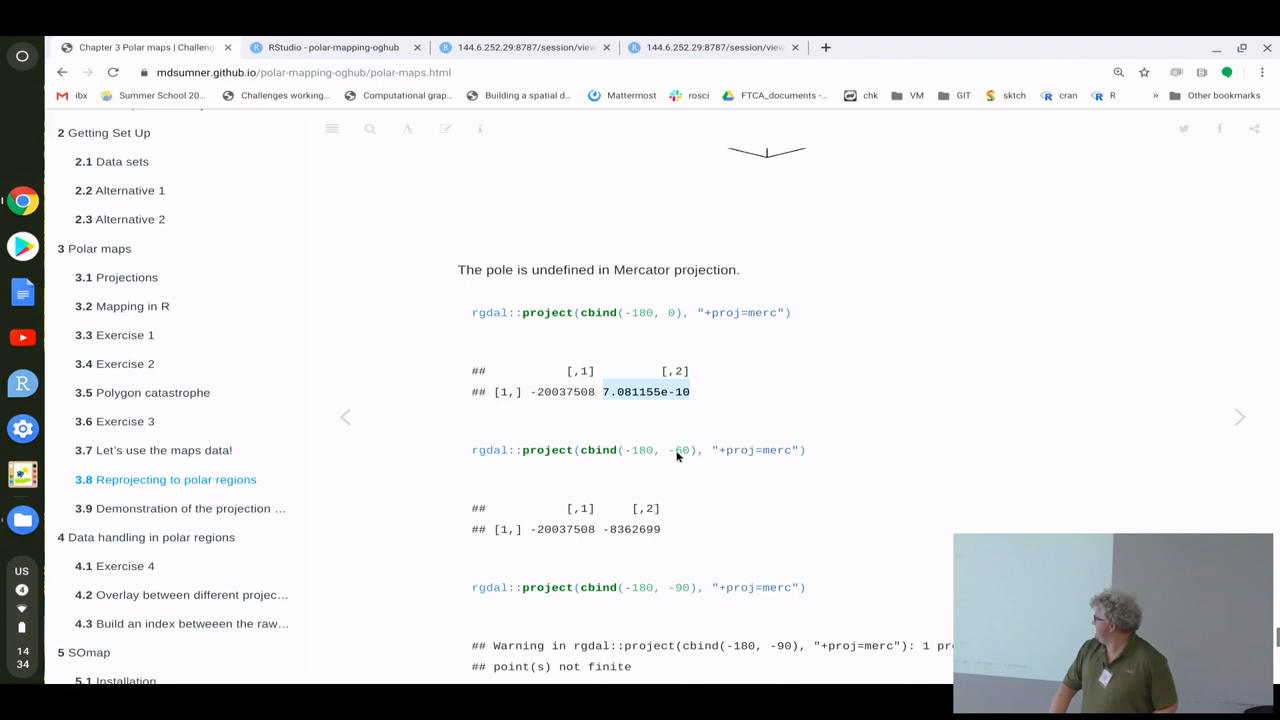 Chapter 3 Polar maps | Challeng
RStudio - polar-mapping-oghub
144.6.252.29:8787/session/view
144.6.252.29:8787/session/view
mdsumner.github.io/polar-mapping-oghub/polar-maps.html
ibx
Summer School 20...
Challenges working...
Computational grap...
Building a spatial d...
Mattermost
rosci
FTCA_documents -...
chk
VM
GIT
sktch
cran
R
»
Other bookmarks
2 Getting Set Up
2.1 Data sets
2.2 Alternative 1
2.3 Alternative 2
3 Polar maps
3.1 Projections
3.2 Mapping in R
3.3 Exercise 1
3.4 Exercise 2
3.5 Polygon catastrophe
3.6 Exercise 3
3.7 Let's use the maps data!
3.8 Reprojecting to polar regions
3.9 Demonstration of the projection ...
4 Data handling in polar regions
4.1 Exercise 4
4.2 Overlay between different projec...
4.3 Build an index betweeen the raw...
5 SOmap
5.1 Installation
The pole is undefined in Mercator projection.
rgdal::project(cbind(-180, 0), "+proj=merc")
## [,1] [,2]
## [1,] -20037508 7.081155e-10
rgdal::project(cbind(-180, -60), "+proj=merc")
## [,1] [,2]
## [1,] -20037508 -8362699
rgdal::project(cbind(-180, -90), "+proj=merc")
## Warning in rgdal::project(cbind(-180, -90), "+proj=merc"): 1 
## point(s) not finite
US
4
14
34